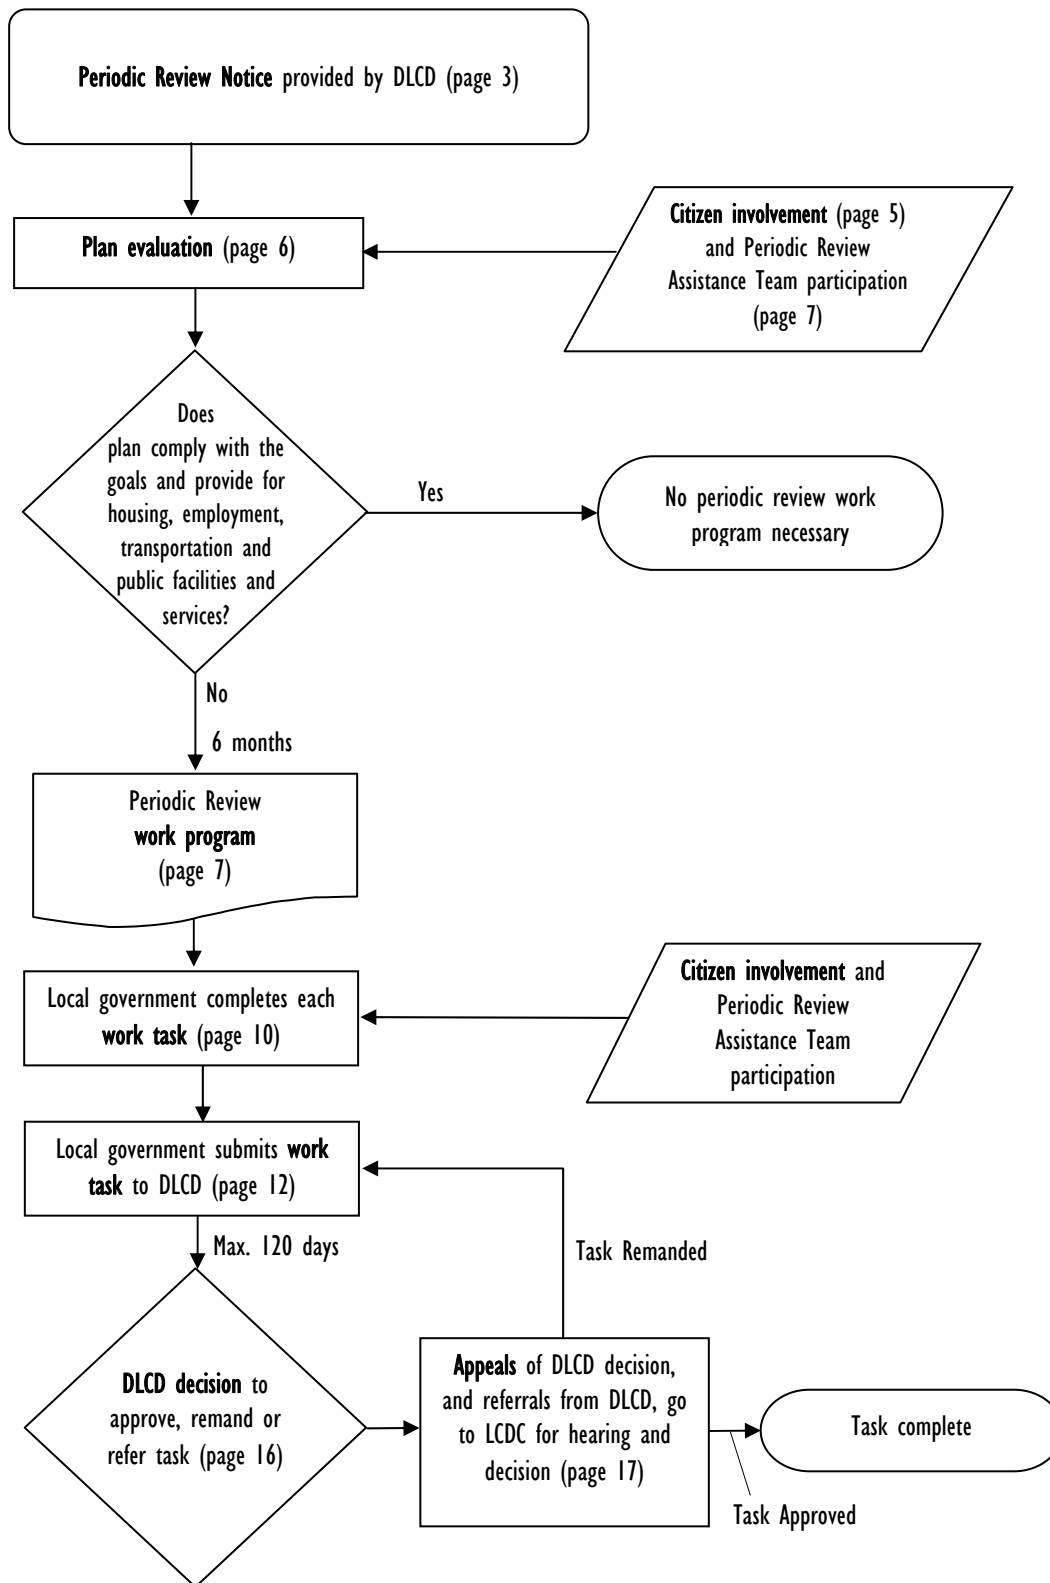 Periodic Review Notice provided by DLCD (page 3)
Plan evaluation (page 6)
Citizen involvement (page 5)
and Periodic Review
Assistance Team participation
(page 7)
Does
plan comply with the
goals and provide for
housing, employment,
transportation and
public facilities and
services?
Yes
No periodic review work
program necessary
No
6 months
Periodic Review
work program
(page 7)
Local government completes each
work task (page 10)
Citizen involvement and
Periodic Review
Assistance Team
participation
Local government submits work
task to DLCD (page 12)
Max. 120 days
Task Remanded
DLCD decision to
approve, remand or
refer task (page 16)
Appeals of DLCD decision,
and referrals from DLCD, go
to LCDC for hearing and
decision (page 17)
Task complete
Task Approved